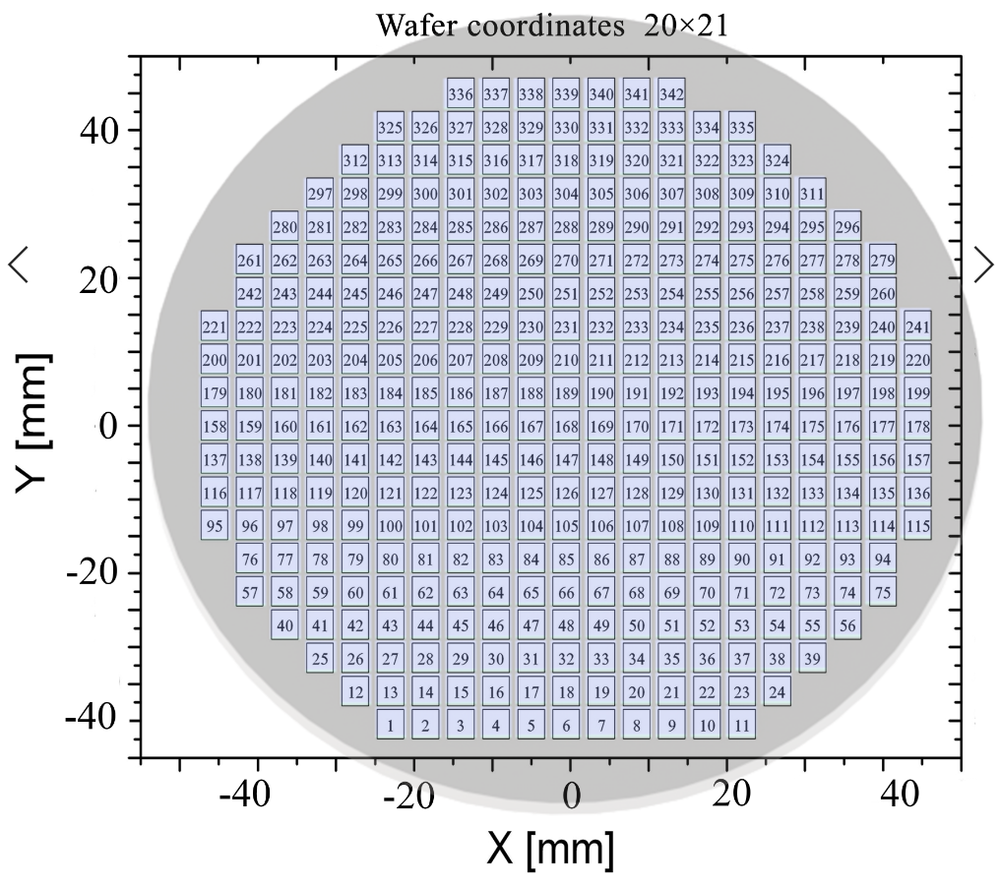 Wafer coordinates 20×21
336 337 338 339 340 341 342
40 325 326 327 328 329 330 331 332 333 334 335
312 313 314 315 316 317 318 319 320 321 322 323 324
297 298 299 300 301 302 303 304 305 306 307 308 309 310 311
280 281 282 283 284 285 286 287 288 289 290 291 292 293 294 295 296
261 262 263 264 265 266 267 268 269 270 271 272 273 274 275 276 277 278 279
20 242 243 244 245 246 247 248 249 250 251 252 253 254 255 256 257 258 259 260
221 222 223 224 225 226 227 228 229 230 231 232 233 234 235 236 237 238 239 240 241
200 201 202 203 204 205 206 207 208 209 210 211 212 213 214 215 216 217 218 219 220
179 180 181 182 183 184 185 186 187 188 189 190 191 192 193 194 195 196 197 198 199
0 158 159 160 161 162 163 164 165 166 167 168 169 170 171 172 173 174 175 176 177 178
137 138 139 140 141 142 143 144 145 146 147 148 149 150 151 152 153 154 155 156 157
116 117 118 119 120 121 122 123 124 125 126 127 128 129 130 131 132 133 134 135 136
95 96 97 98 99 100 101 102 103 104 105 106 107 108 109 110 111 112 113 114 115
-20 76 77 78 79 80 81 82 83 84 85 86 87 88 89 90 91 92 93 94
57 58 59 60 61 62 63 64 65 66 67 68 69 70 71 72 73 74 75
40 41 42 43 44 45 46 47 48 49 50 51 52 53 54 55 56
25 26 27 28 29 30 31 32 33 34 35 36 37 38 39
12 13 14 15 16 17 18 19 20 21 22 23 24
-40 1 2 3 4 5 6 7 8 9 10 11
Y [mm]
-40 -20 0 20 40
X [mm]